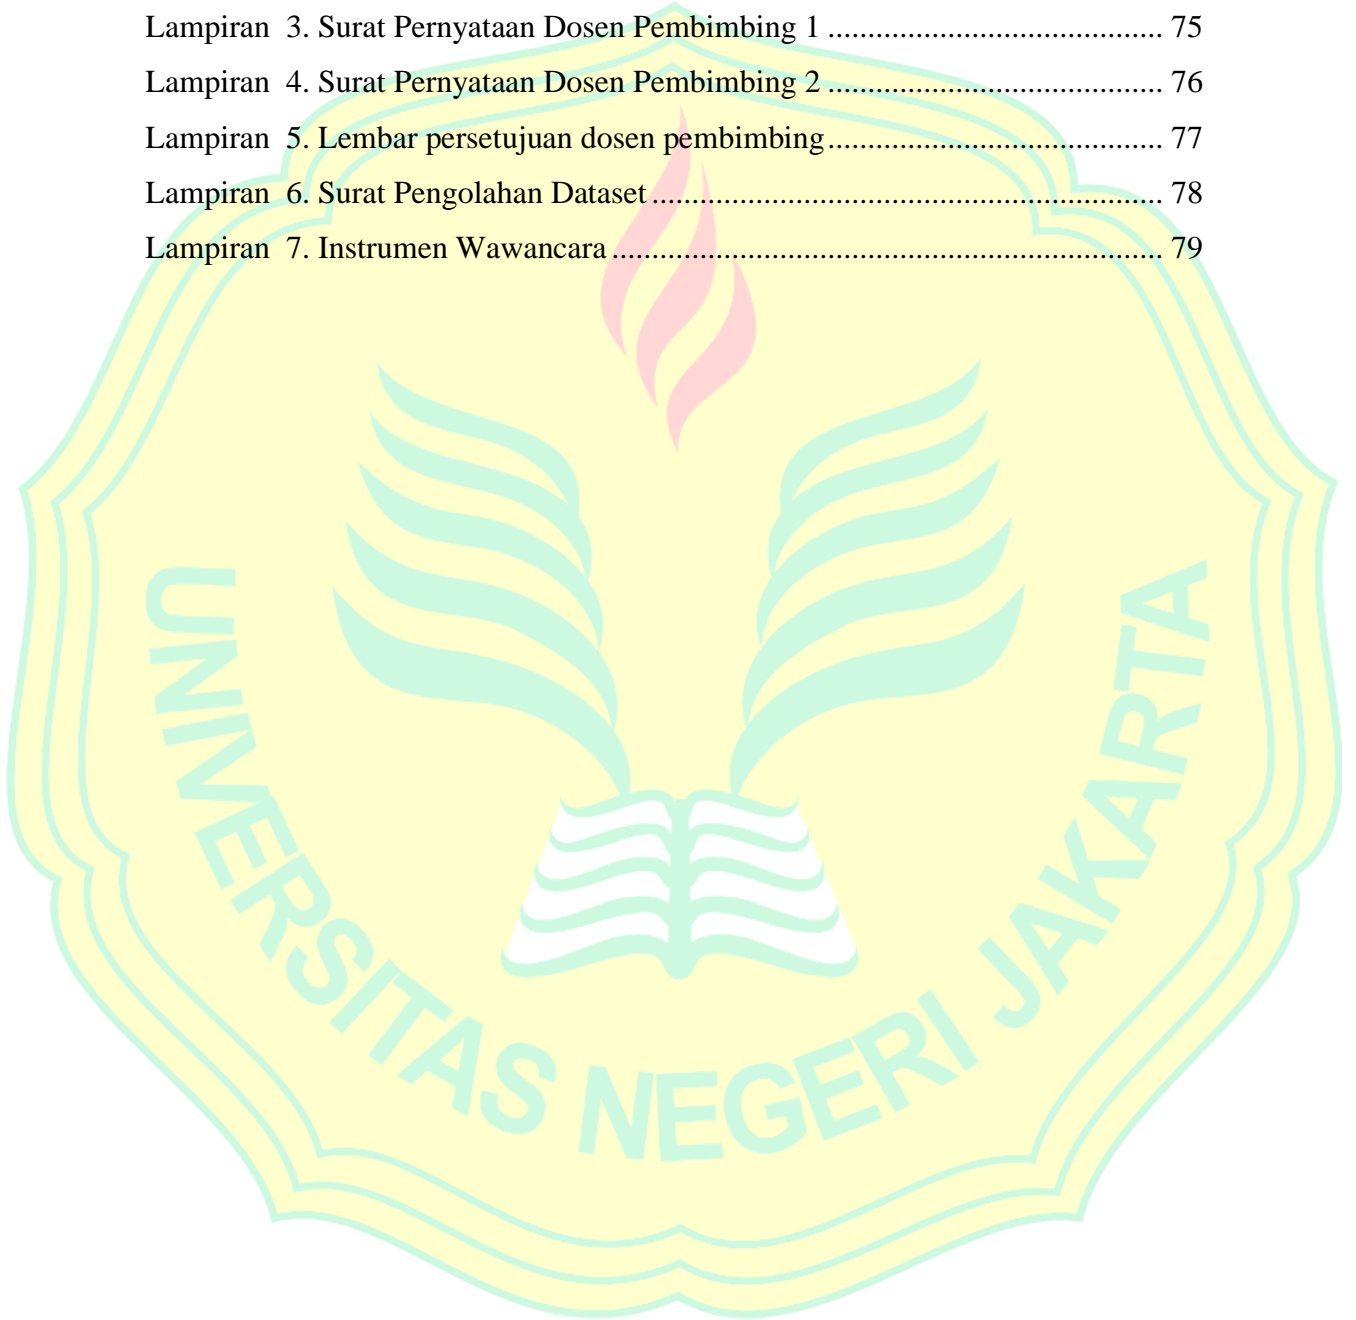 Lampiran  3. Surat Pernyataan Dosen Pembimbing 1 .......................................... 75
Lampiran  4. Surat Pernyataan Dosen Pembimbing 2 .......................................... 76
Lampiran  5. Lembar persetujuan dosen pembimbing .......................................... 77
Lampiran  6. Surat Pengolahan Dataset ................................................................ 78
Lampiran  7. Instrumen Wawancara ..................................................................... 79
UNIVERSITAS NEGERI JAKARTA